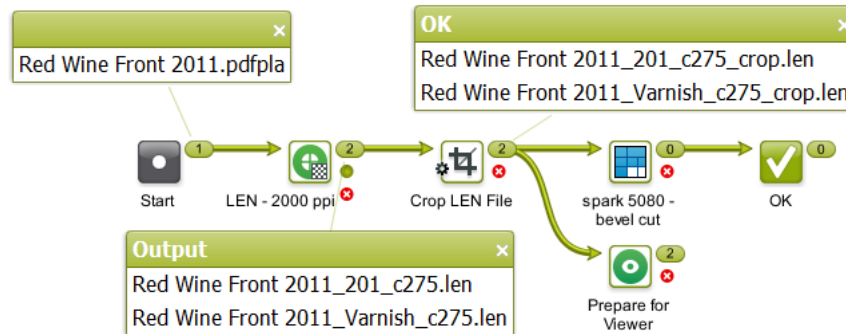 OK
Red Wine Front 2011_201_c275_crop.len
Red Wine Front 2011_Varnish_c275_crop.len
Red Wine Front 2011.pdfpla
1
2
2
0
0
Start
LEN - 2000 ppi
Crop LEN File
spark 5080 -
bevel cut
OK
Output
Red Wine Front 2011_201_c275.len
Red Wine Front 2011_Varnish_c275.len
2
Prepare for
Viewer